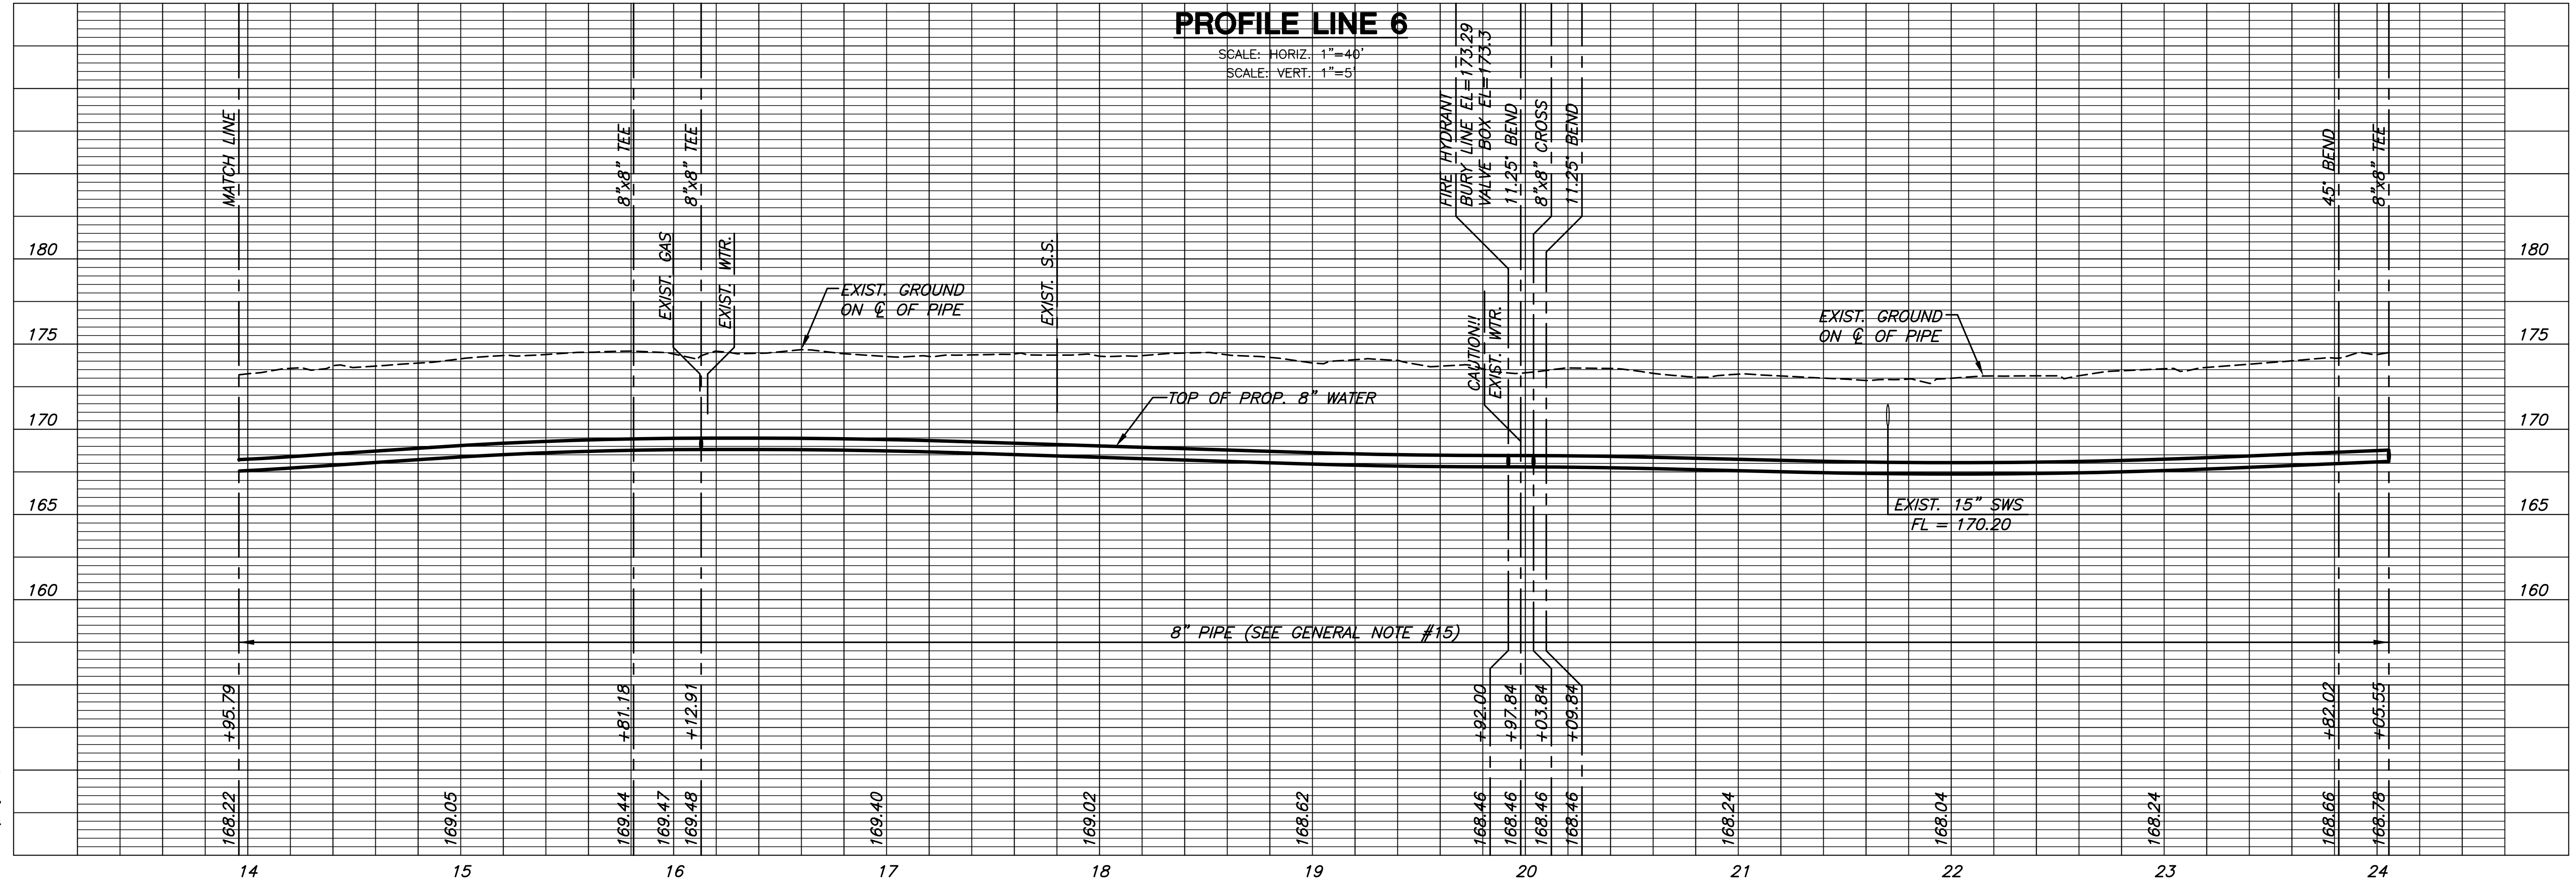 PROFILE LINE 6
SCALE: HORIZ. 1"=40'
SCALE: VERT. 1"=5'
MATCH LINE
8"x8" TEE
8"x8" TEE
FIRE HYDRANT
BURY LINE EL=173.29
VALVE BOX EL=173.3
11.25° BEND
8"x8" CROSS
11.25° BEND
45° BEND
8"x8" TEE
EXIST. GAS
EXIST. WTR.
EXIST. S.S.
CAUTION!!
EXIST. WTR.
EXIST. GROUND
ON ℄ OF PIPE
EXIST. GROUND
ON ℄ OF PIPE
TOP OF PROP. 8" WATER
EXIST. 15" SWS
FL = 170.20
8" PIPE (SEE GENERAL NOTE #15)
180
175
170
165
160
180
175
170
165
160
+95.79
+81.18
+12.91
+92.00
+97.84
+03.84
+09.84
+82.02
+05.55
168.22
169.05
169.44
169.47
169.48
169.40
169.02
168.62
168.46
168.46
168.46
168.46
168.24
168.04
168.24
168.66
168.78
14
15
16
17
18
19
20
21
22
23
24